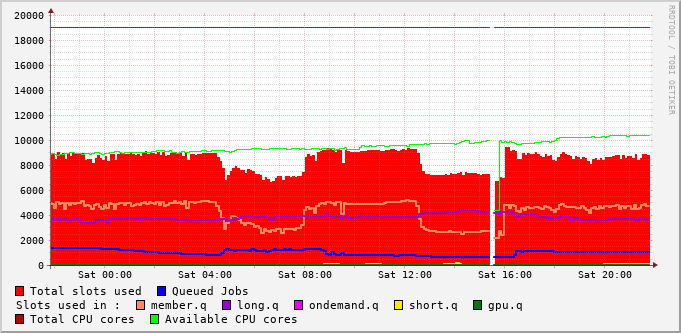 20000
18000
16000
14000
12000
10000
8000
6000
4000
2000
0
Sat 00:00 Sat 04:00 Sat 08:00 Sat 12:00 Sat 16:00 Sat 20:00
RRDTOOL / TOBI OETIKER
Total slots used Queued Jobs
Slots used in : member.q long.q ondemand.q short.q gpu.q
Total CPU cores Available CPU cores